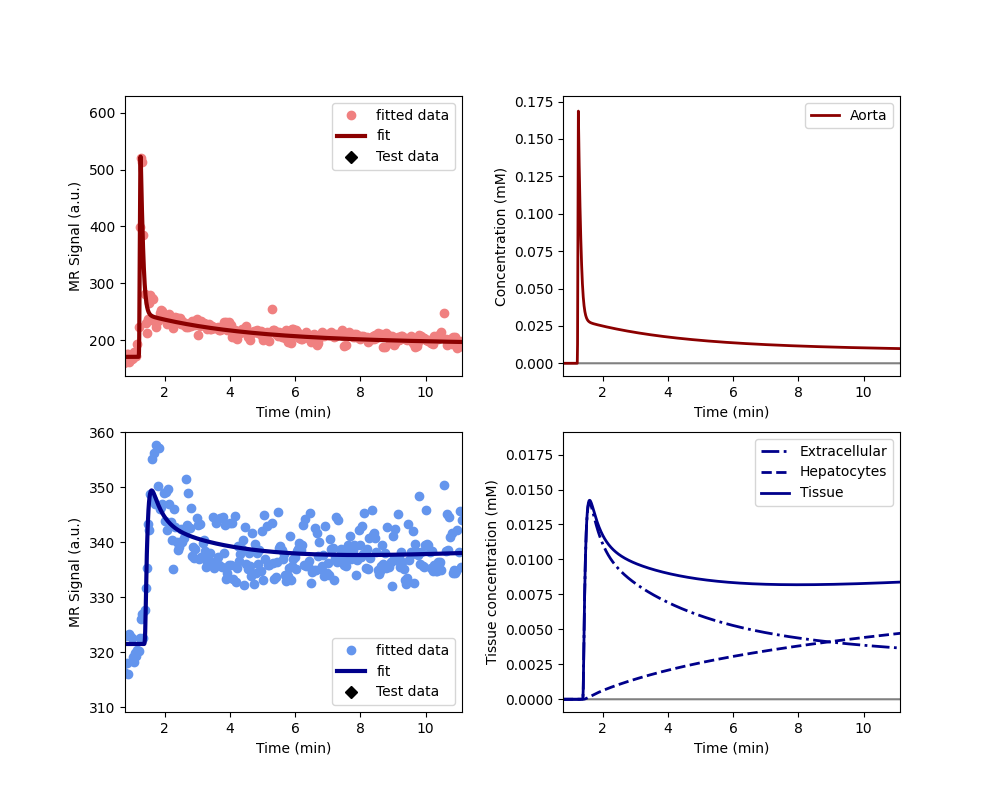 600
500
400
300
200
MR Signal (a.u.)
fitted data
fit
Test data
2 4 6 8 10
Time (min)
0.175
0.150
0.125
0.100
0.075
0.050
0.025
0.000
Concentration (mM)
Aorta
2 4 6 8 10
Time (min)
360
350
340
330
320
310
MR Signal (a.u.)
fitted data
fit
Test data
2 4 6 8 10
Time (min)
0.0175
0.0150
0.0125
0.0100
0.0075
0.0050
0.0025
0.0000
Tissue concentration (mM)
Extracellular
Hepatocytes
Tissue
2 4 6 8 10
Time (min)